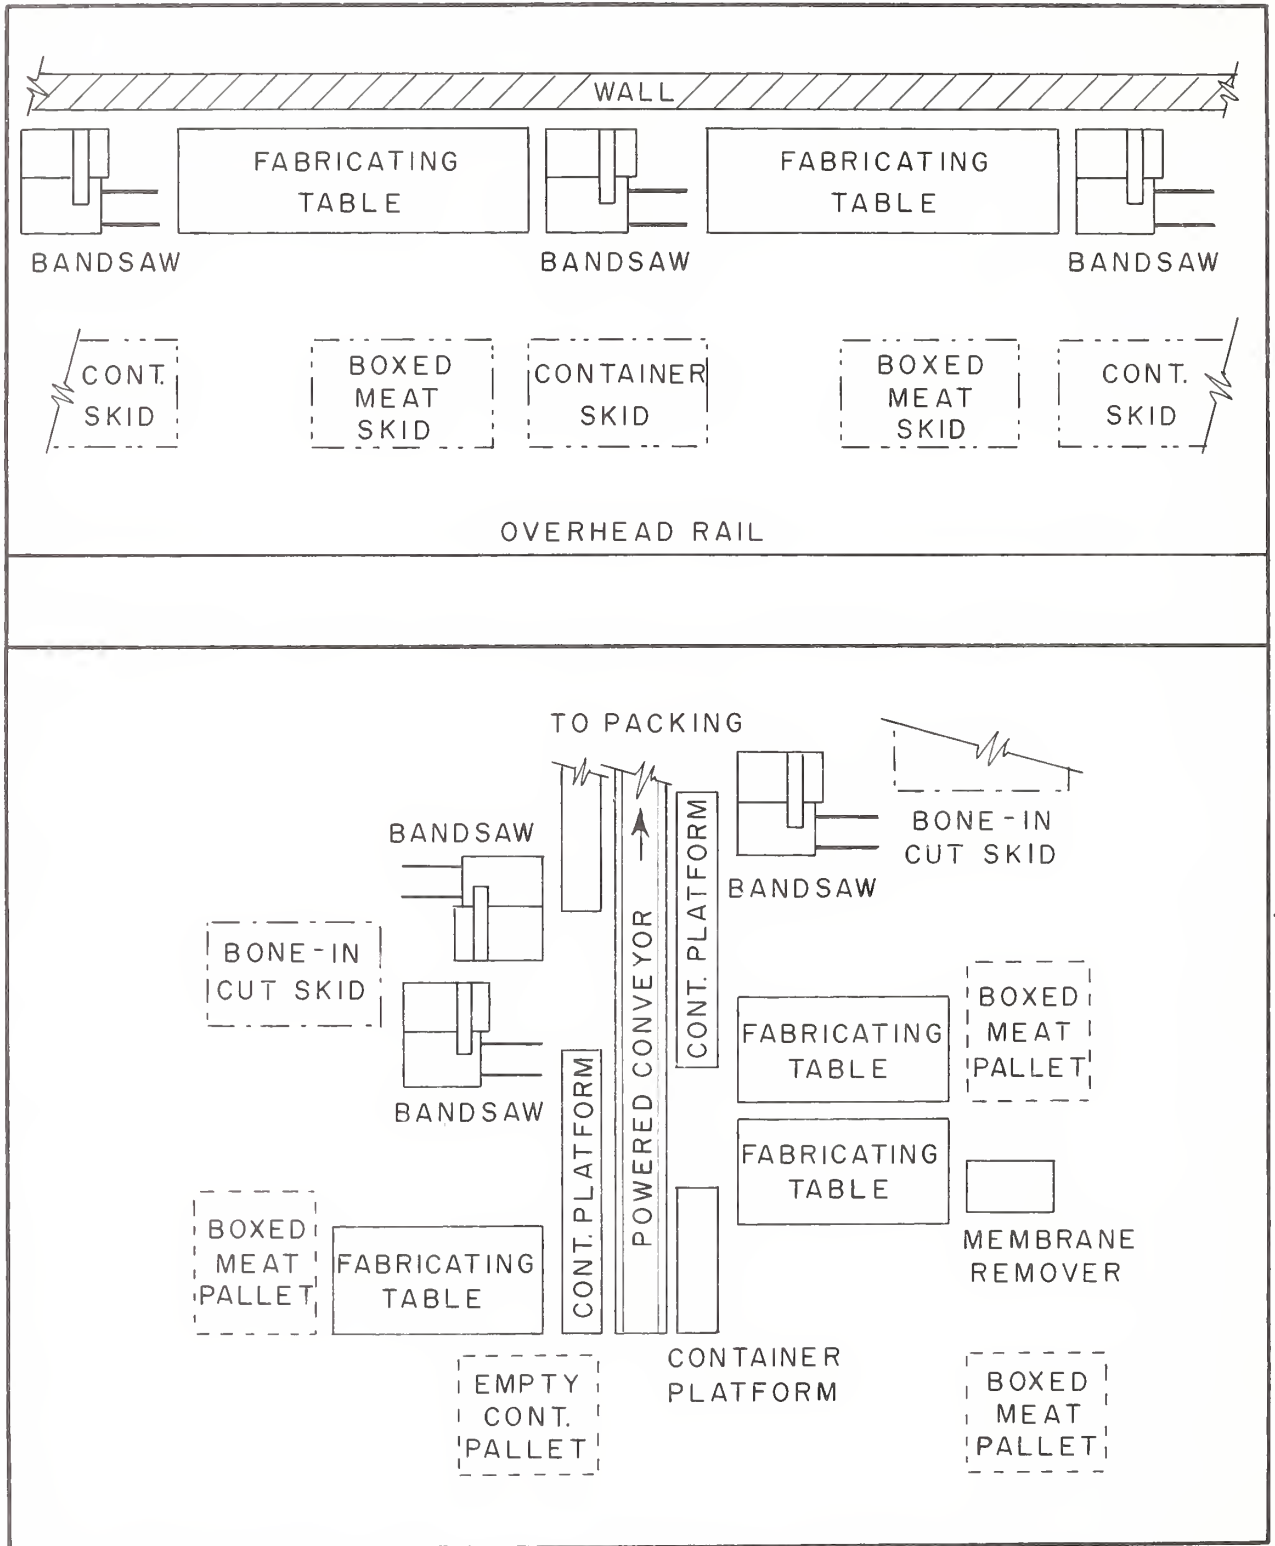 WALL
FABRICATING
TABLE
FABRICATING
TABLE
BANDSAW
BANDSAW
BANDSAW
CONT.
SKID
BOXED
MEAT
SKID
CONTAINER
SKID
BOXED
MEAT
SKID
CONT.
SKID
OVERHEAD RAIL
TO PACKING
BANDSAW
BONE-IN
CUT SKID
BANDSAW
CONT. PLATFORM
POWERED CONVEYOR
BONE-IN
CUT SKID
BANDSAW
FABRICATING
TABLE
BOXED
MEAT
PALLET
FABRICATING
TABLE
MEMBRANE
REMOVER
CONT. PLATFORM
BOXED
MEAT
PALLET
FABRICATING
TABLE
CONTAINER
PLATFORM
EMPTY
CONT.
PALLET
BOXED
MEAT
PALLET